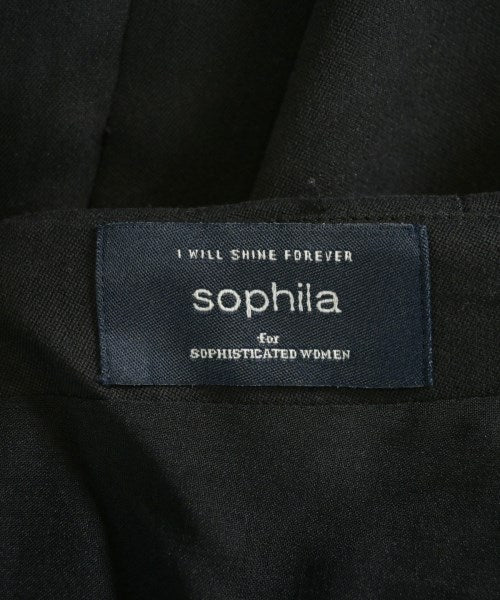 I WILL SHINE FOREVER
sophila
for
SOPHISTICATED WOMEN